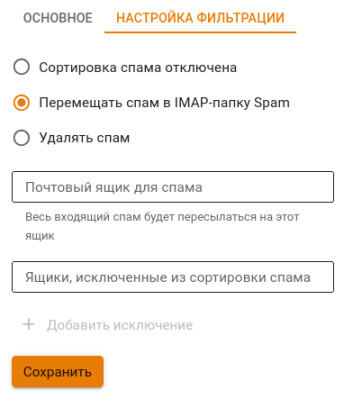 ОСНОВНОЕ НАСТРОЙКА ФИЛЬТРАЦИИ
Сортировка спама отключена
Перемещать спам в IMAP-папку Spam
Удалять спам
Почтовый ящик для спама
Весь входящий спам будет пересылаться на этот
ящик
Ящики, исключенные из сортировки спама
+ Добавить исключение
Сохранить